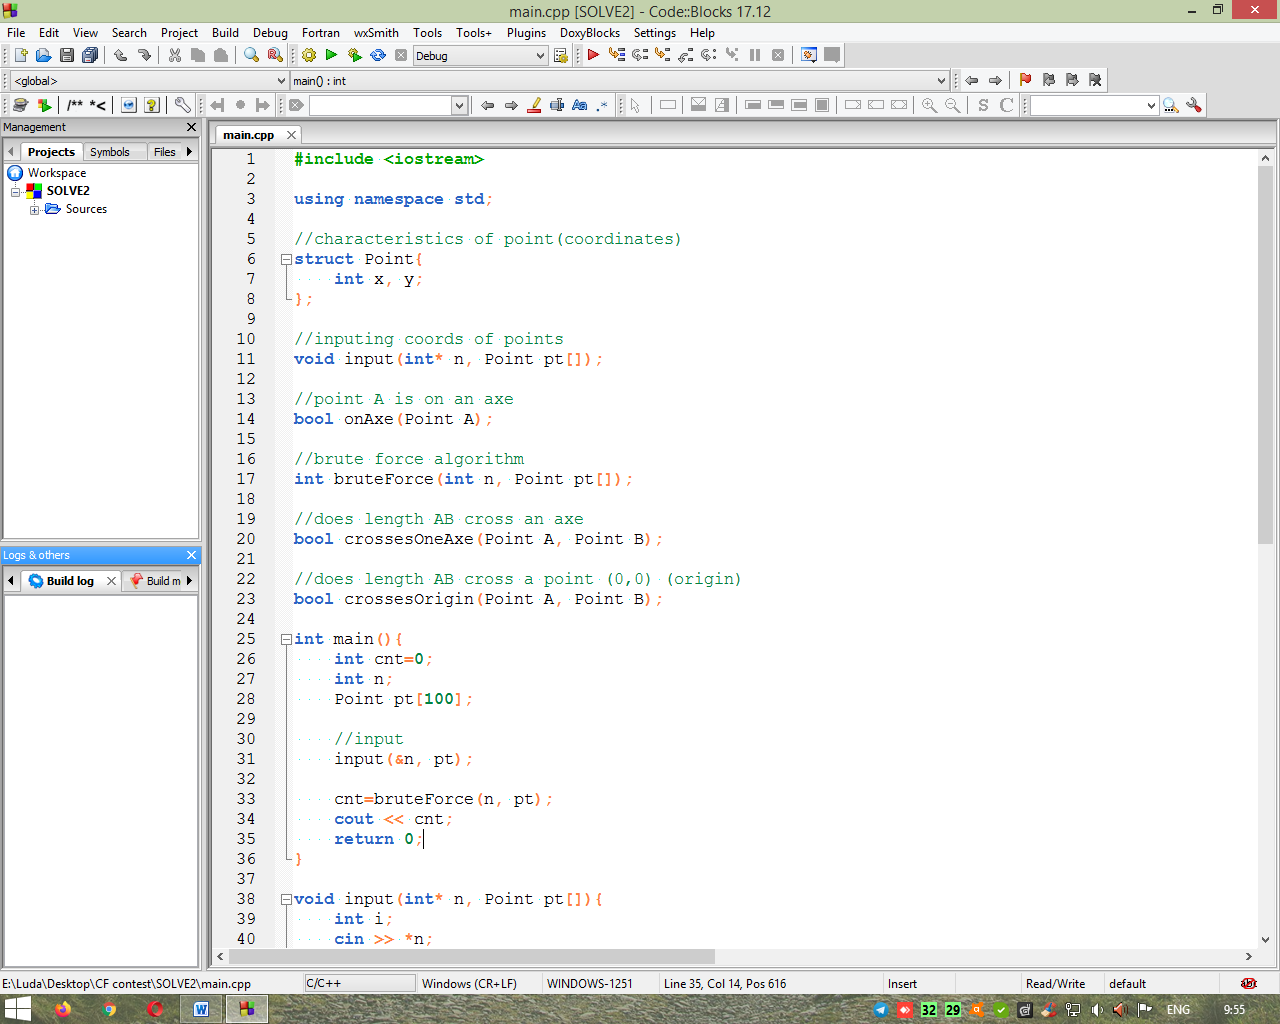 main.cpp [SOLVE2] - Code::Blocks 17.12
File Edit View Search Project Build Debug Fortran wxSmith Tools Tools+ Plugins DoxyBlocks Settings Help
Debug
<global> main() : int
/** *<
Aa .*
S C
Management
main.cpp
Projects Symbols Files
Workspace
SOLVE2
Sources
Logs & others
Build log Build m
1 #include <iostream>
2
3 using namespace std;
4
5 //characteristics of point(coordinates)
6 struct Point{
7 int x, y;
8 };
9
10 //inputing coords of points
11 void input(int* n, Point pt[]);
12
13 //point A is on an axe
14 bool onAxe(Point A);
15
16 //brute force algorithm
17 int bruteForce(int n, Point pt[]);
18
19 //does length AB cross an axe
20 bool crossesOneAxe(Point A, Point B);
21
22 //does length AB cross a point (0,0) (origin)
23 bool crossesOrigin(Point A, Point B);
24
25 int main(){
26 int cnt=0;
27 int n;
28 Point pt[100];
29
30 //input
31 input(&n, pt);
32
33 cnt=bruteForce(n, pt);
34 cout << cnt;
35 return 0;
36 }
37
38 void input(int* n, Point pt[]){
39 int i;
40 cin >> *n;
E:\Luda\Desktop\CF contest\SOLVE2\main.cpp C/C++ Windows (CR+LF) WINDOWS-1251 Line 35, Col 14, Pos 616 Insert Read/Write default
32 29 ENG 9:55